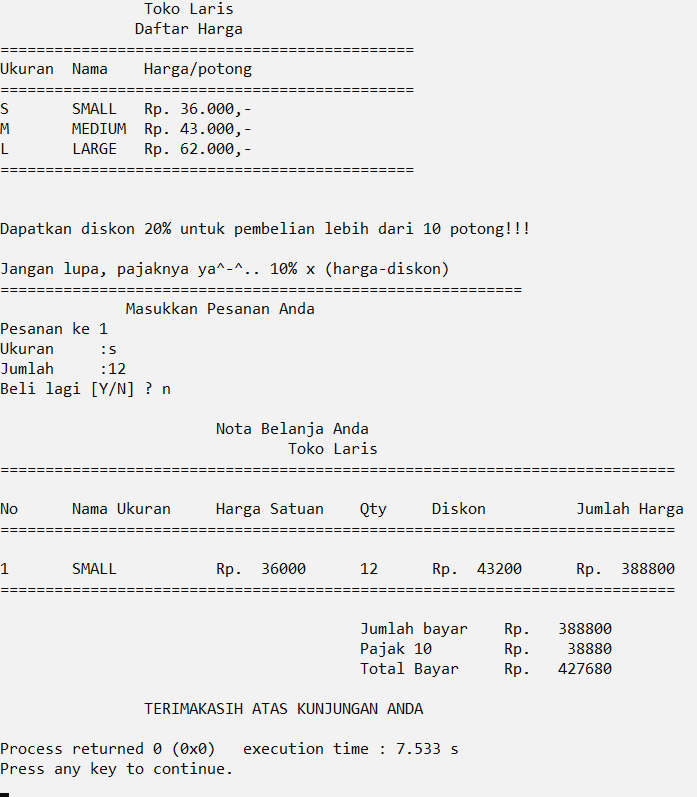 Toko Laris
Daftar Harga
==============================================
Ukuran  Nama    Harga/potong
==============================================
S       SMALL   Rp. 36.000,-
M       MEDIUM  Rp. 43.000,-
L       LARGE   Rp. 62.000,-
==============================================
Dapatkan diskon 20% untuk pembelian lebih dari 10 potong!!!
Jangan lupa, pajaknya ya^-^.. 10% x (harga-diskon)
==========================================================
Masukkan Pesanan Anda
Pesanan ke 1
Ukuran     :s
Jumlah     :12
Beli lagi [Y/N] ? n
Nota Belanja Anda
Toko Laris
===========================================================================
No      Nama Ukuran     Harga Satuan    Qty     Diskon          Jumlah Harga
===========================================================================
1       SMALL           Rp.  36000      12      Rp.  43200      Rp.  388800
===========================================================================
Jumlah bayar    Rp.   388800
Pajak 10        Rp.    38880
Total Bayar     Rp.   427680
TERIMAKASIH ATAS KUNJUNGAN ANDA
Process returned 0 (0x0)   execution time : 7.533 s
Press any key to continue.